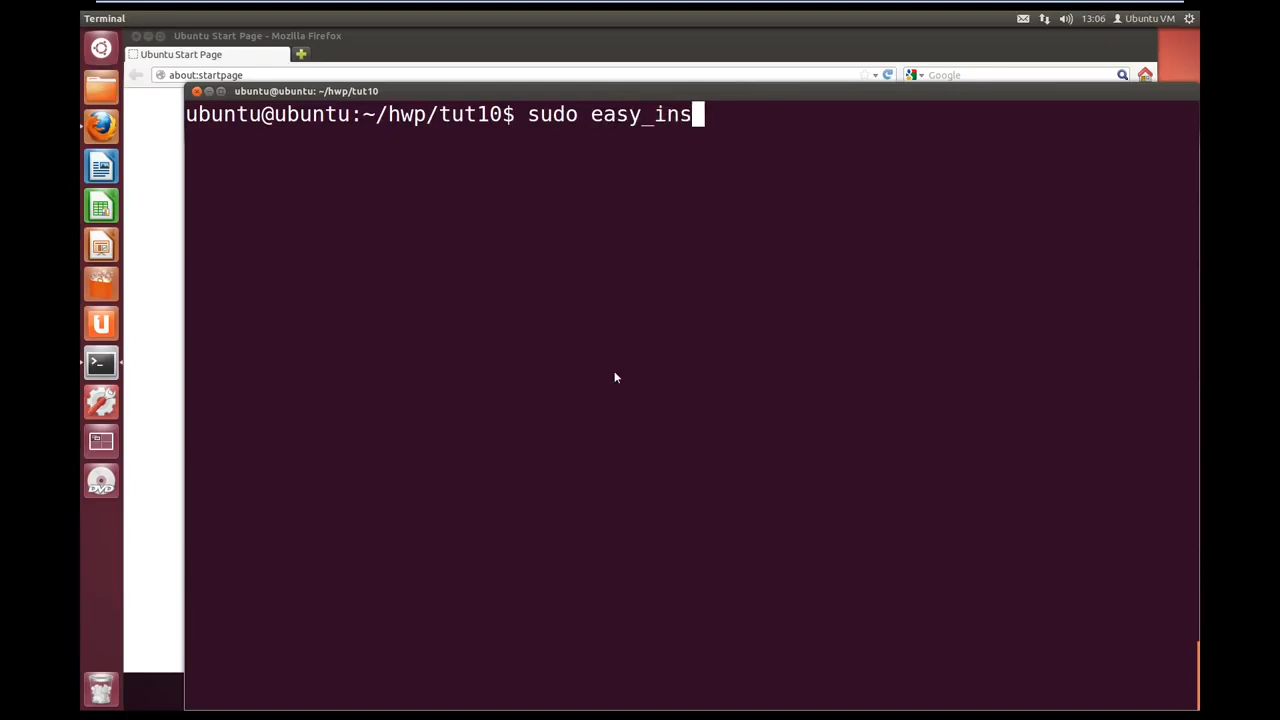 Terminal
13:06
Ubuntu VM
Ubuntu Start Page - Mozilla Firefox
Ubuntu Start Page
about:startpage
Google
ubuntu@ubuntu: ~/hwp/tut10
ubuntu@ubuntu:~/hwp/tut10$ sudo easy_ins
>_
DVD